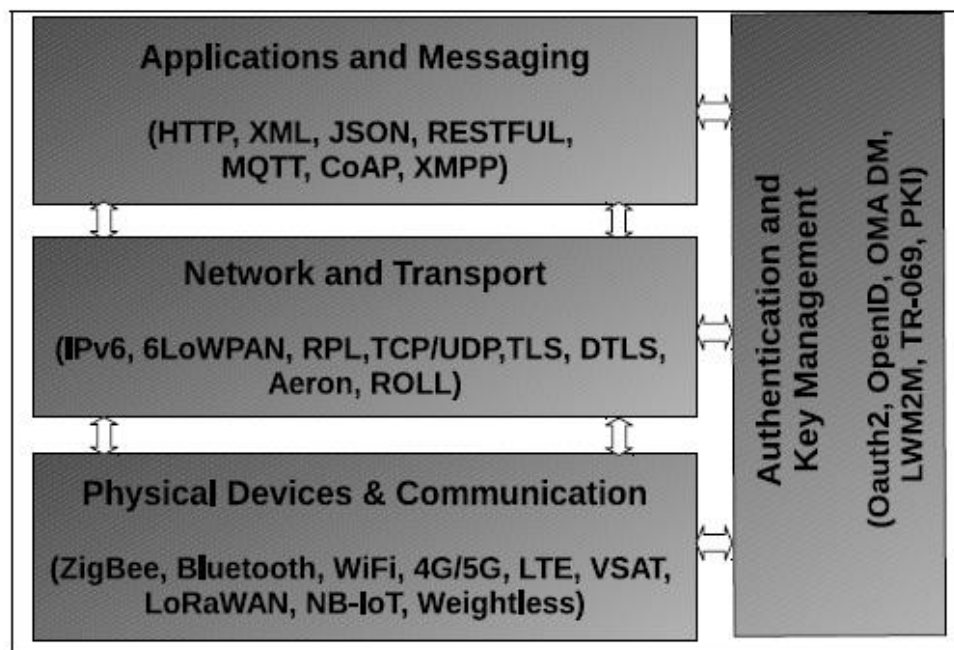 Applications and Messaging
(HTTP, XML, JSON, RESTFUL,
MQTT, CoAP, XMPP)
Network and Transport
(IPv6, 6LoWPAN, RPL,TCP/UDP,TLS, DTLS,
Aeron, ROLL)
Physical Devices & Communication
(ZigBee, Bluetooth, WiFi, 4G/5G, LTE, VSAT,
LoRaWAN, NB-IoT, Weightless)
Authentication and
Key Management
(Oauth2, OpenID, OMA DM,
LWM2M, TR-069, PKI)